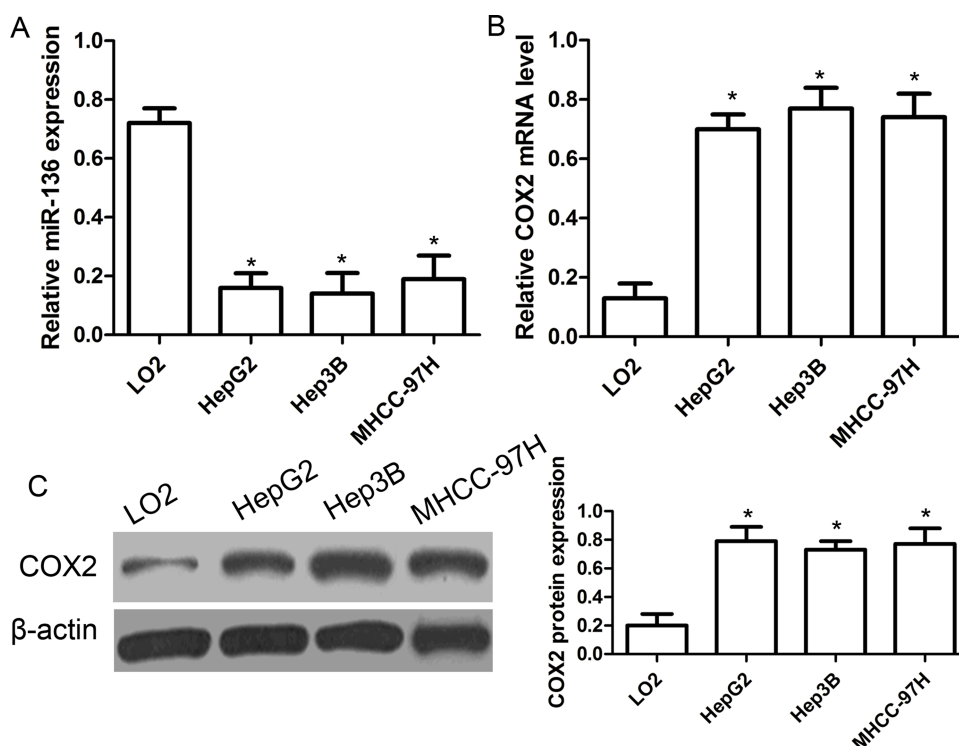 A
Relative miR-136 expression
1.0
0.8
0.6
0.4
0.2
0.0
* * *
LO2 HepG2 Hep3B MHCC-97H
B
Relative COX2 mRNA level
1.0
0.8
0.6
0.4
0.2
0.0
* * *
LO2 HepG2 Hep3B MHCC-97H
C
LO2 HepG2 Hep3B MHCC-97H
COX2
β-actin
COX2 protein expression
1.0
0.8
0.6
0.4
0.2
0.0
* * *
LO2 HepG2 Hep3B MHCC-97H